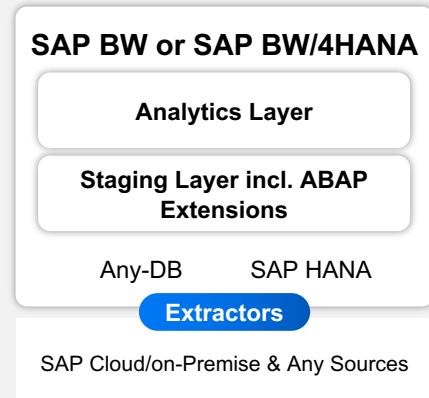 SAP BW or SAP BW/4HANA
Analytics Layer
Staging Layer incl. ABAP
Extensions
Any-DB SAP HANA
Extractors
SAP Cloud/on-Premise & Any Sources